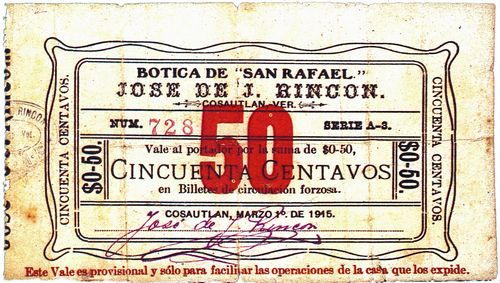 BOTICA DE "SAN RAFAEL."
JOSE DE J. RINCON.
COSAUTLAN, VER.
NUM. 728 SERIE A-3.
50
Vale al portador por la suma de $0-50,
CINCUENTA CENTAVOS
en Billetes de circulación forzosa.
COSAUTLAN, MARZO 1º. DE 1915.
José de J. Rincon
CINCUENTA CENTAVOS.
$0-50.
CINCUENTA CENTAVOS.
$0-50.
RINCON
Este Vale es provisional y sólo para facilitar las operaciones de la casa que los expide.